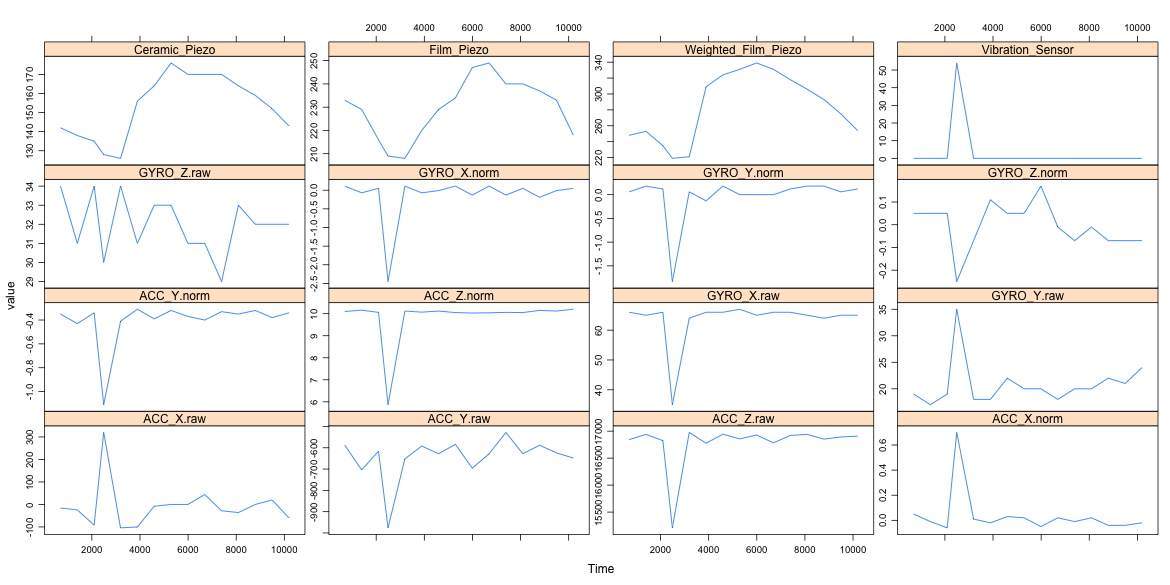 2000 4000 6000 8000 10000 2000 4000 6000 8000 10000
Ceramic_Piezo Film_Piezo Weighted_Film_Piezo Vibration_Sensor
130 140 150 160 170
210 220 230 240 250
220 260 300 340
0 10 20 30 40 50
GYRO_Z.raw GYRO_X.norm GYRO_Y.norm GYRO_Z.norm
29 30 31 32 33 34
-2.5 -2.0 -1.5 -1.0 -0.5 0.0
-1.5 -1.0 -0.5 0.0
-0.2 -0.1 0.0 0.1
value
ACC_Y.norm ACC_Z.norm GYRO_X.raw GYRO_Y.raw
-1.0 -0.8 -0.6 -0.4
6 7 8 9 10
40 50 60
20 25 30 35
ACC_X.raw ACC_Y.raw ACC_Z.raw ACC_X.norm
-100 0 100 200 300
-900 -800 -700 -600
15500 16000 16500 17000
0.0 0.2 0.4 0.6
2000 4000 6000 8000 10000 2000 4000 6000 8000 10000
Time